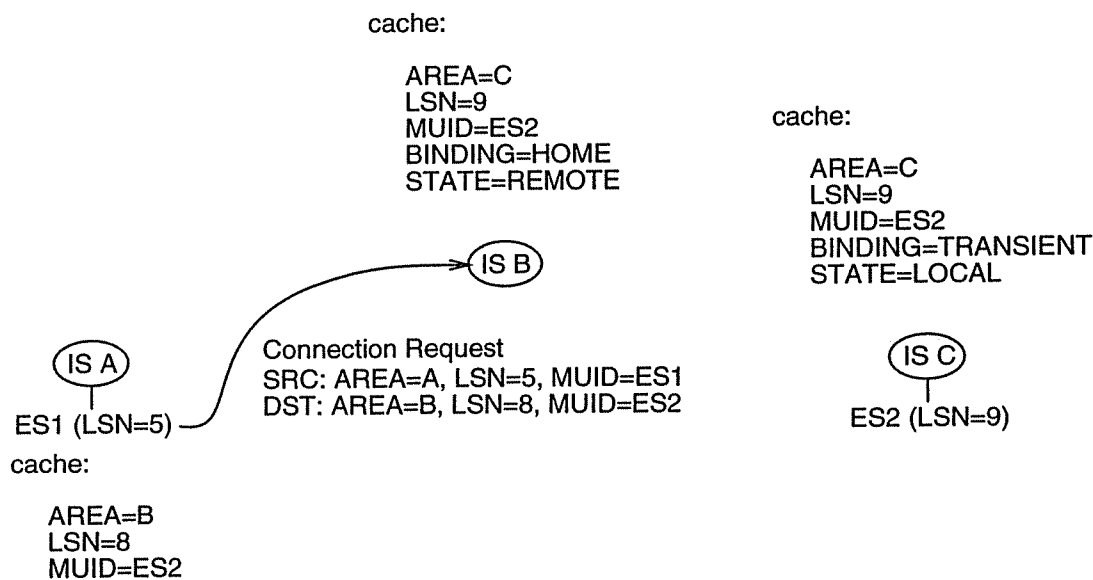 cache:
AREA=C
LSN=9
MUID=ES2
BINDING=HOME
STATE=REMOTE
cache:
AREA=C
LSN=9
MUID=ES2
BINDING=TRANSIENT
STATE=LOCAL
IS B
IS A
Connection Request
SRC: AREA=A, LSN=5, MUID=ES1
DST: AREA=B, LSN=8, MUID=ES2
IS C
ES1 (LSN=5)
ES2 (LSN=9)
cache:
AREA=B
LSN=8
MUID=ES2